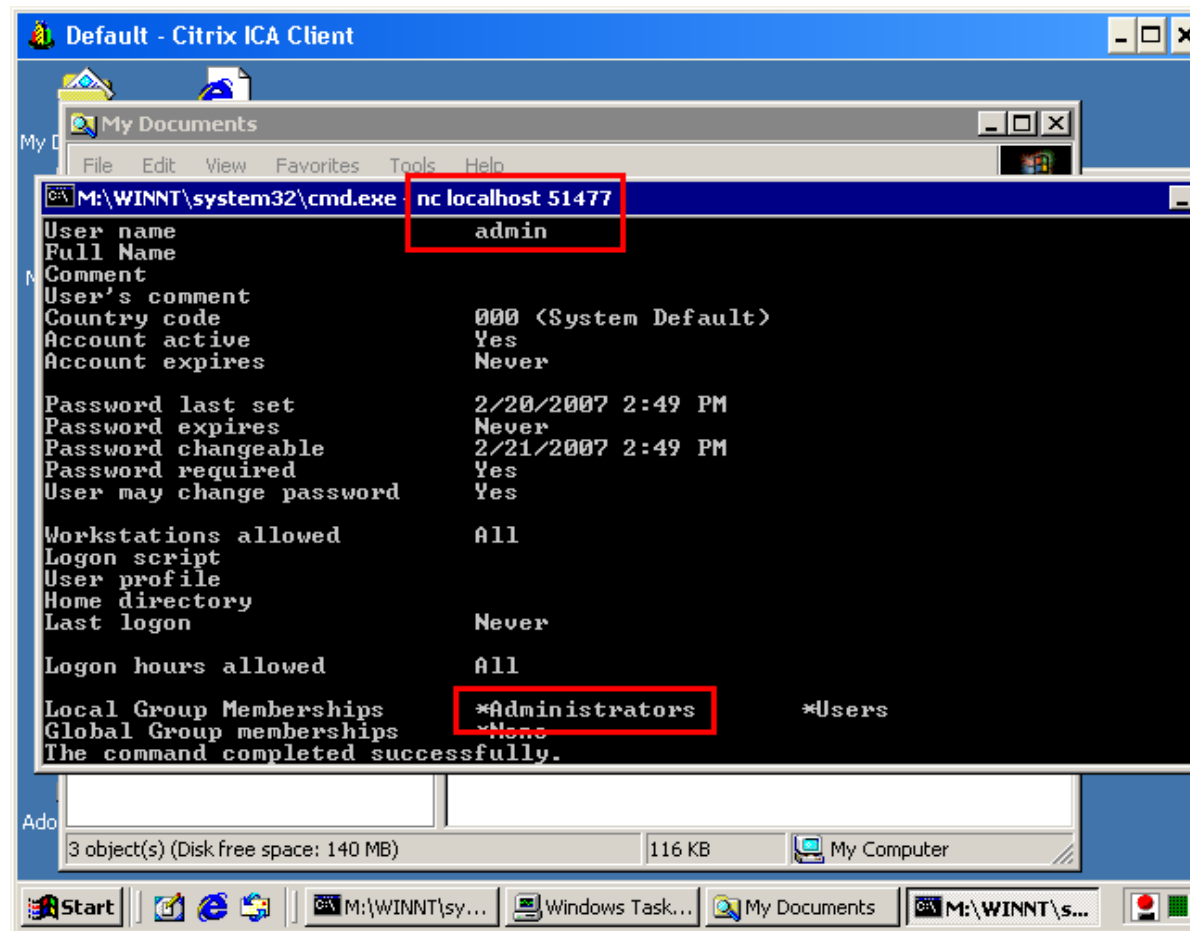 Default - Citrix ICA Client
My Documents
My D
File Edit View Favorites Tools Help
M:\WINNT\system32\cmd.exe - nc localhost 51477
User name admin
Full Name
Comment
User's comment
Country code 000 (System Default)
Account active Yes
Account expires Never
Password last set 2/20/2007 2:49 PM
Password expires Never
Password changeable 2/21/2007 2:49 PM
Password required Yes
User may change password Yes
Workstations allowed All
Logon script
User profile
Home directory
Last logon Never
Logon hours allowed All
Local Group Memberships *Administrators *Users
Global Group memberships *None
The command completed successfully.
Ado
3 object(s) (Disk free space: 140 MB) 116 KB My Computer
Start M:\WINNT\sy... Windows Task... My Documents M:\WINNT\s...